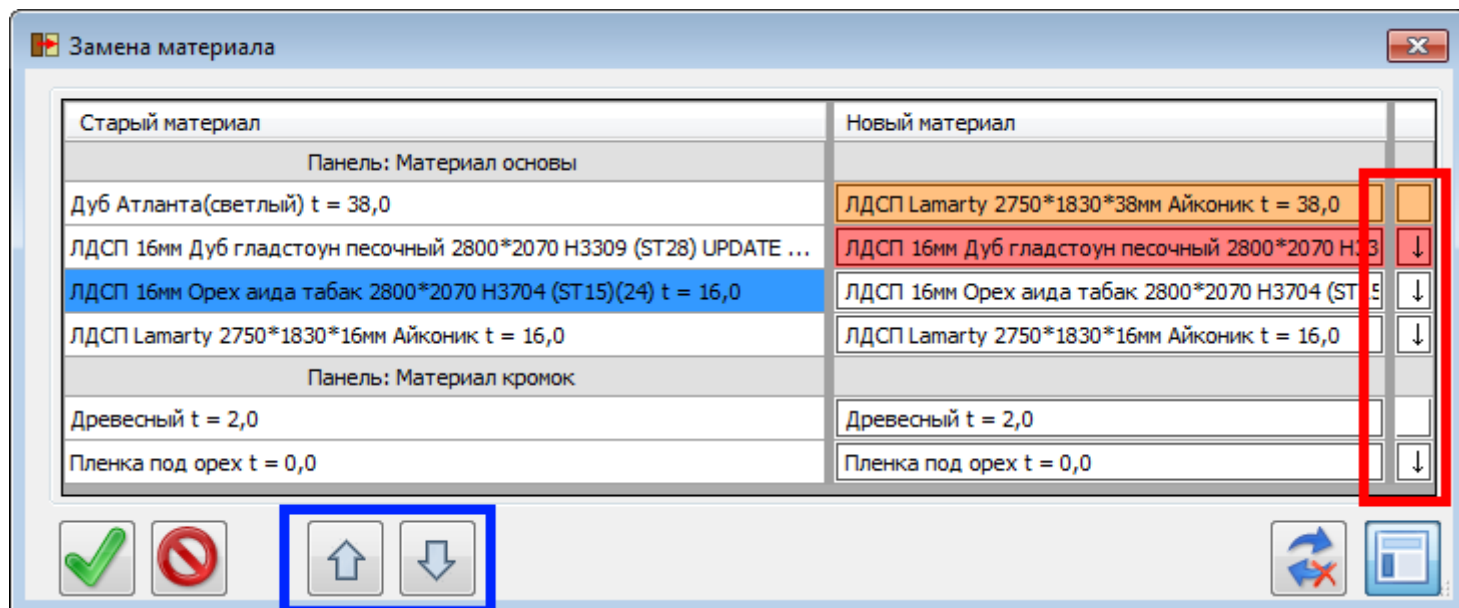 Замена материала
Старый материал Новый материал
Панель: Материал основы
Дуб Атланта(светлый) t = 38,0 ЛДСП Lamarty 2750*1830*38мм Айконик t = 38,0
ЛДСП 16мм Дуб гладстоун песочный 2800*2070 H3309 (ST28) UPDATE ... ЛДСП 16мм Дуб гладстоун песочный 2800*2070 H33 ↓
ЛДСП 16мм Орех аида табак 2800*2070 H3704 (ST15)(24) t = 16,0 ЛДСП 16мм Орех аида табак 2800*2070 H3704 (ST15 ↓
ЛДСП Lamarty 2750*1830*16мм Айконик t = 16,0 ЛДСП Lamarty 2750*1830*16мм Айконик t = 16,0 ↓
Панель: Материал кромок
Древесный t = 2,0 Древесный t = 2,0
Пленка под орех t = 0,0 Пленка под орех t = 0,0 ↓